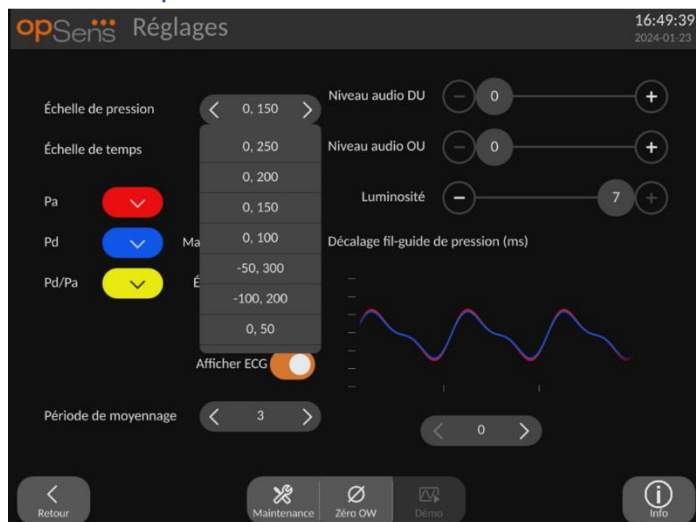 opSens Réglages
16:49:39
2024-01-23
Échelle de pression
0, 150
Niveau audio DU
0
Échelle de temps
0, 250
Niveau audio OU
0
0, 200
Pa
0, 150
Luminosité
7
Pd
Ma
0, 100
Décalage fil-guide de pression (ms)
-50, 300
Pd/Pa
É
-100, 200
0, 50
Afficher ECG
Période de moyennage
3
0
Retour
Maintenance
Zéro OW
Démo
Info